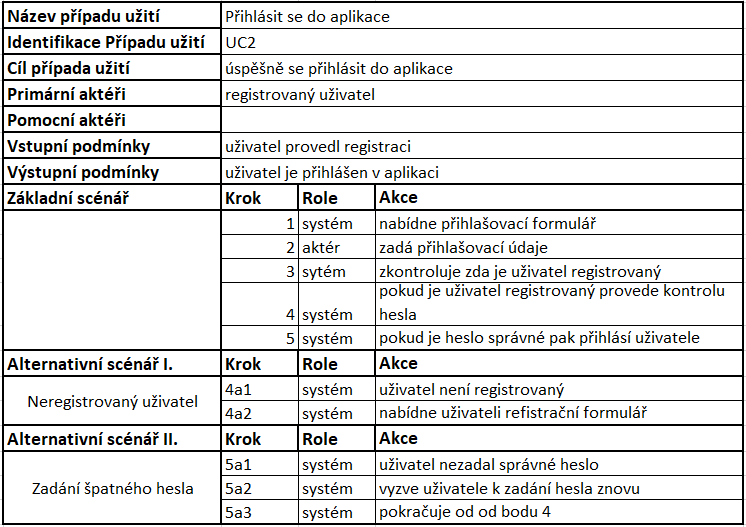 Název případu užití Přihlásit se do aplikace
Identifikace Případu užití UC2
Cíl případa užití úspěšně se přihlásit do aplikace
Primární aktéři registrovaný uživatel
Pomocní aktéři
Vstupní podmínky uživatel provedl registraci
Výstupní podmínky uživatel je přihlášen v aplikaci
Základní scénář Krok Role Akce
1 systém nabídne přihlašovací formulář
2 aktér zadá přihlašovací údaje
3 sytém zkontroluje zda je uživatel registrovaný
pokud je uživatel registrovaný provede kontrolu
4 systém hesla
5 systém pokud je heslo správné pak přihlásí uživatele
Alternativní scénář I. Krok Role Akce
Neregistrovaný uživatel
4a1 systém uživatel není registrovaný
4a2 systém nabídne uživateli refistrační formulář
Alternativní scénář II. Krok Role Akce
5a1 systém uživatel nezadal správné heslo
Zadání špatného hesla 5a2 systém vyzve uživatele k zadání hesla znovu
5a3 systém pokračuje od od bodu 4